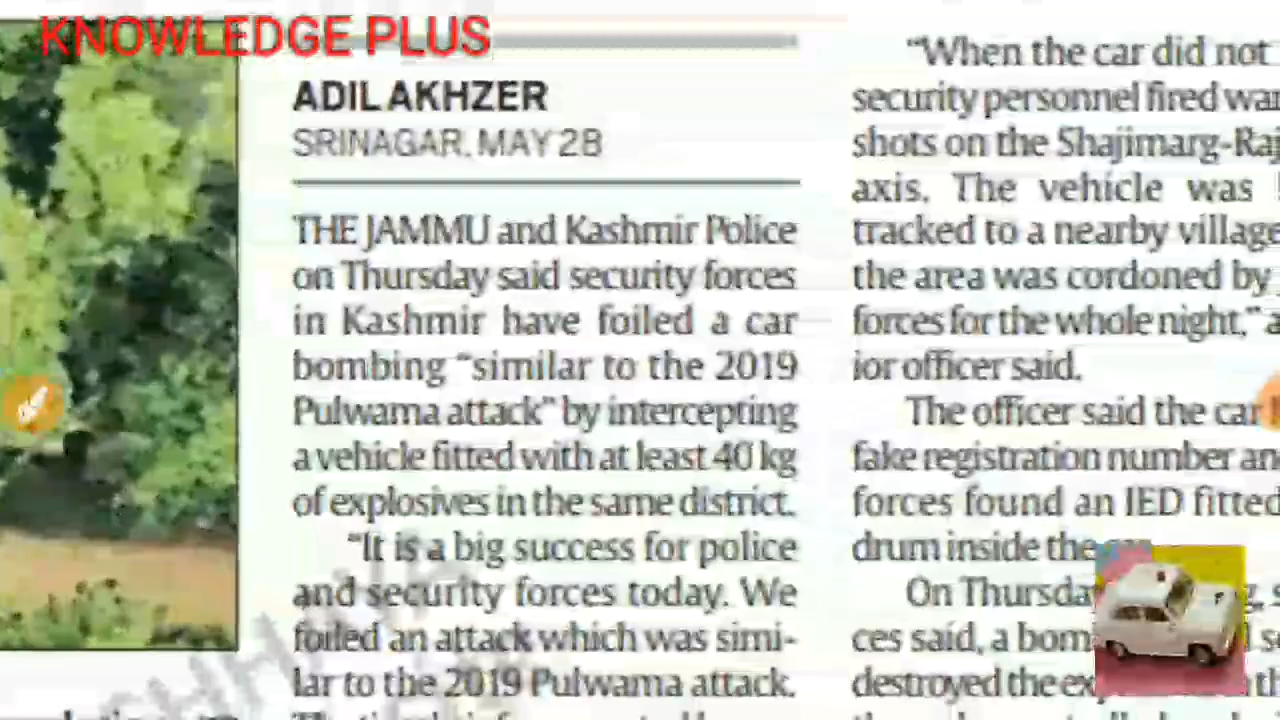 KNOWLEDGE PLUS
ADIL AKHZER
SRINAGAR, MAY 28
THE JAMMU and Kashmir Police
on Thursday said security forces
in Kashmir have foiled a car
bombing “similar to the 2019
Pulwama attack” by intercepting
a vehicle fitted with at least 40 kg
of explosives in the same district.
“It is a big success for police
and security forces today. We
foiled an attack which was simi-
lar to the 2019 Pulwama attack.
“When the car did not
security personnel fired
shots on the Shajimarg-
axis. The vehicle was
tracked to a nearby village
the area was cordoned by
forces for the whole night,”
ior officer said.
The officer said the car
fake registration number
forces found an IED fitted
drum inside the
On
ces said, a
destroyed the